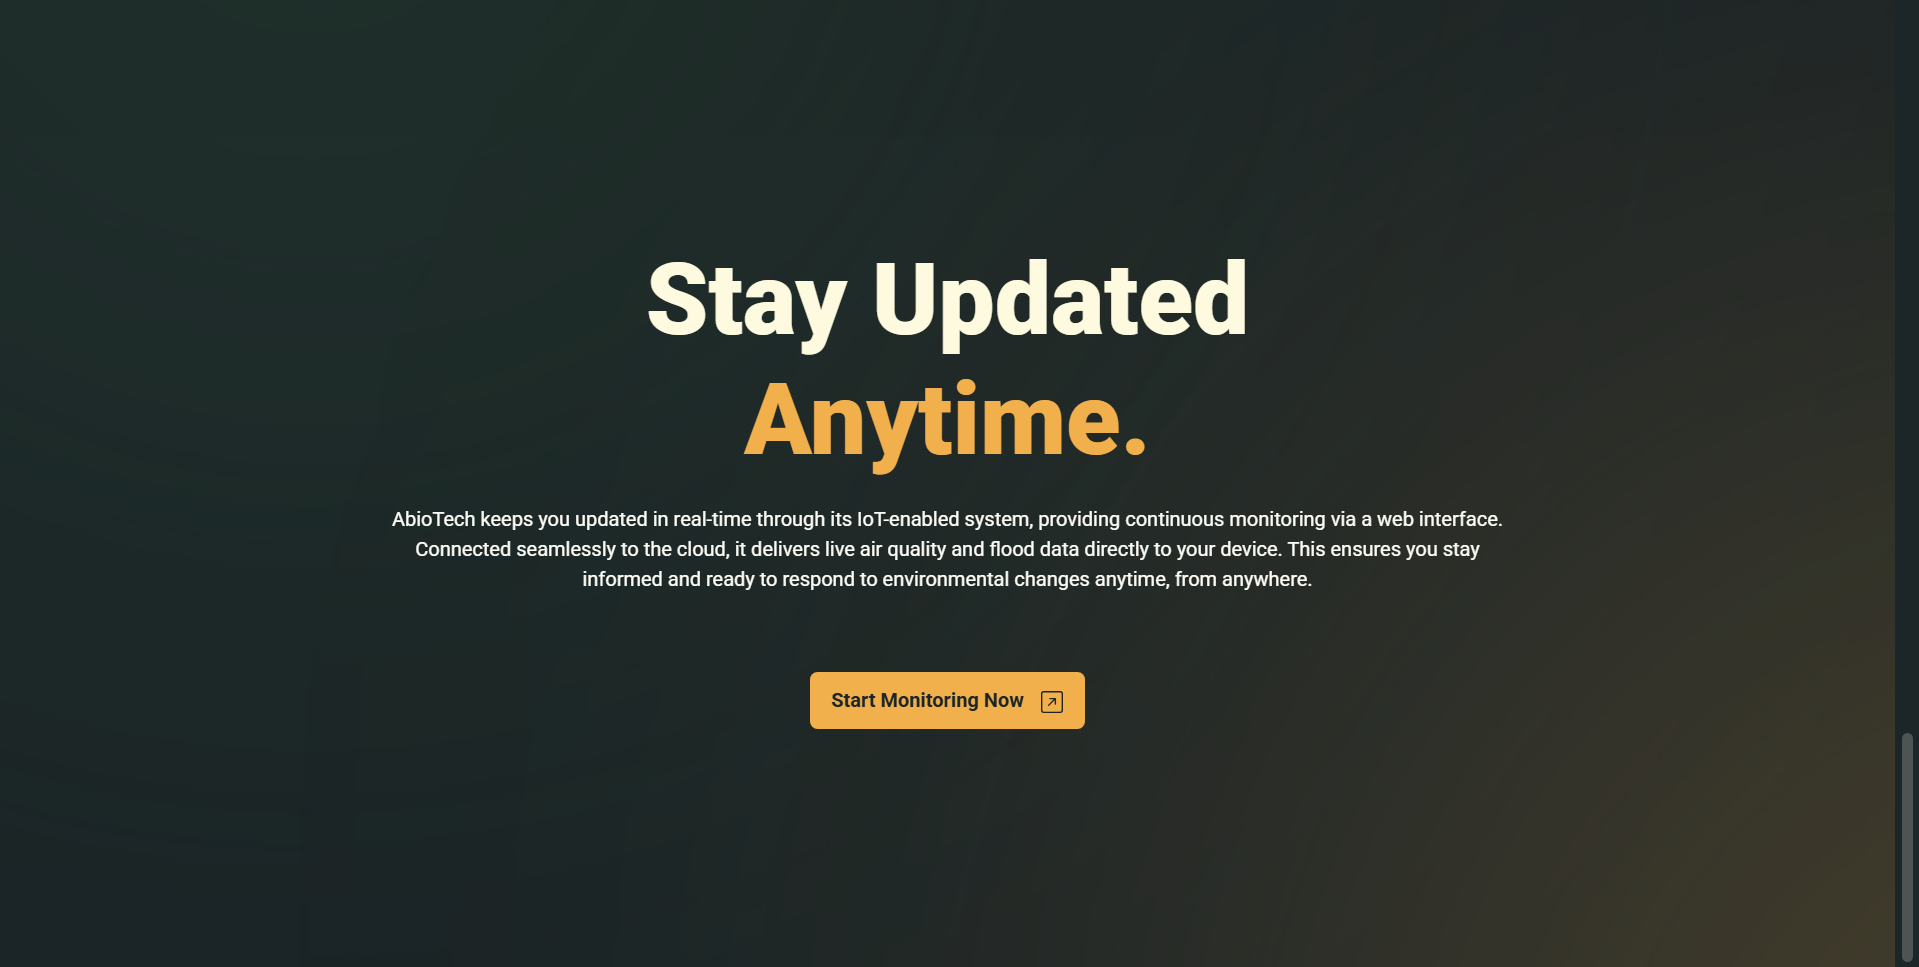 Stay Updated
Anytime.
AbioTech keeps you updated in real-time through its IoT-enabled system, providing continuous monitoring via a web interface.
Connected seamlessly to the cloud, it delivers live air quality and flood data directly to your device. This ensures you stay
informed and ready to respond to environmental changes anytime, from anywhere.
Start Monitoring Now